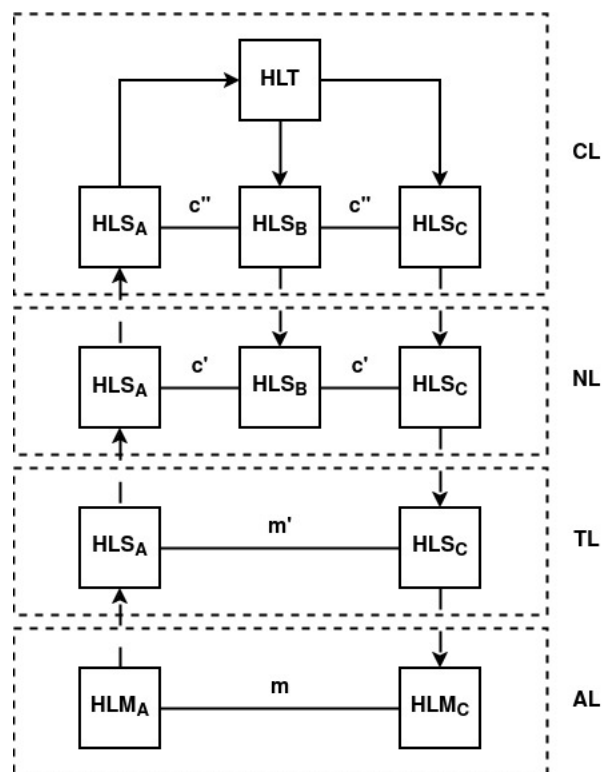 HLT
CL
c" c"
HLSA HLSB HLSC
c' c'
HLSA HLSB HLSC NL
m'
HLSA HLSC TL
m
HLMA HLMC AL